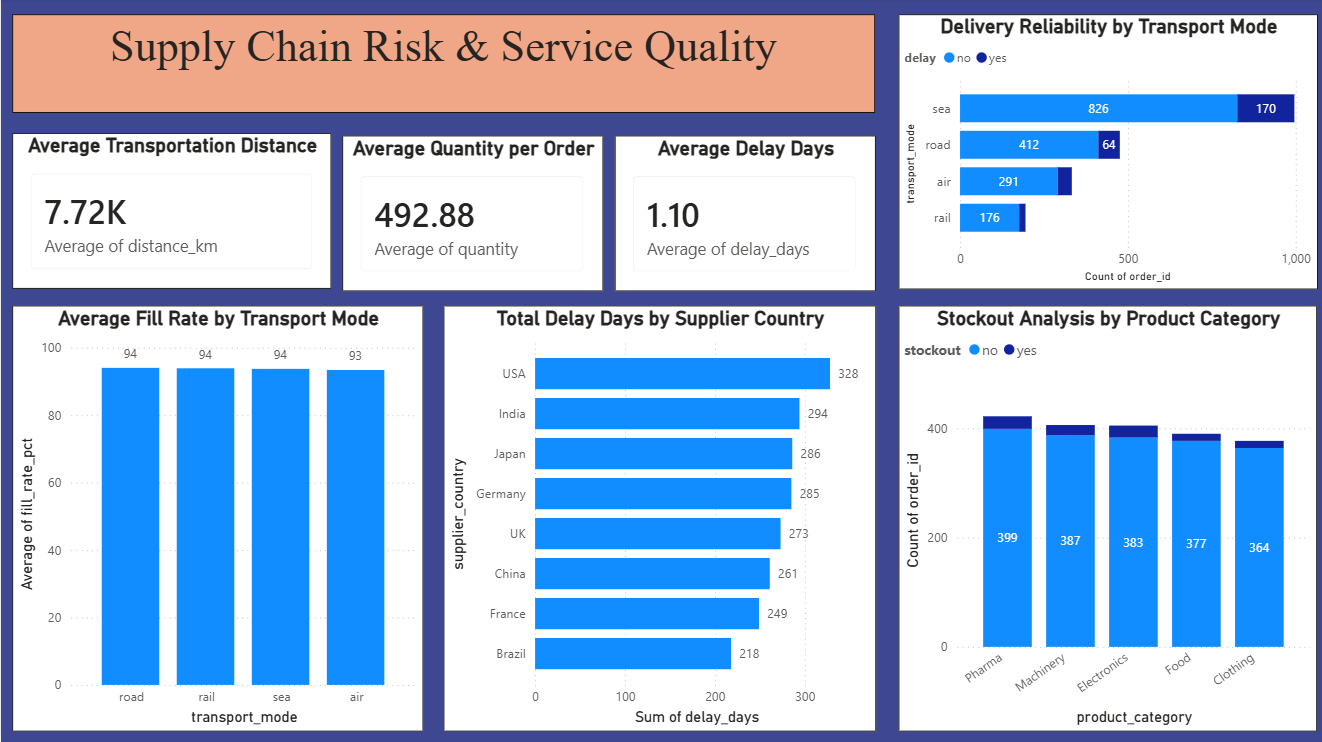 Supply Chain Risk & Service Quality
Average Transportation Distance
7.72K
Average of distance_km
Average Quantity per Order
492.88
Average of quantity
Average Delay Days
1.10
Average of delay_days
Delivery Reliability by Transport Mode
delay no yes
transport_mode
sea 826 170
road 412 64
air 291
rail 176
0 500 1,000
Count of order_id
Average Fill Rate by Transport Mode
Average of fill_rate_pct
100
80
60
40
20
0
94 94 94 93
road rail sea air
transport_mode
Total Delay Days by Supplier Country
supplier_country
USA 328
India 294
Japan 286
Germany 285
UK 273
China 261
France 249
Brazil 218
0 100 200 300
Sum of delay_days
Stockout Analysis by Product Category
stockout no yes
Count of order_id
400
200
0
399 387 383 377 364
Pharma Machinery Electronics Food Clothing
product_category